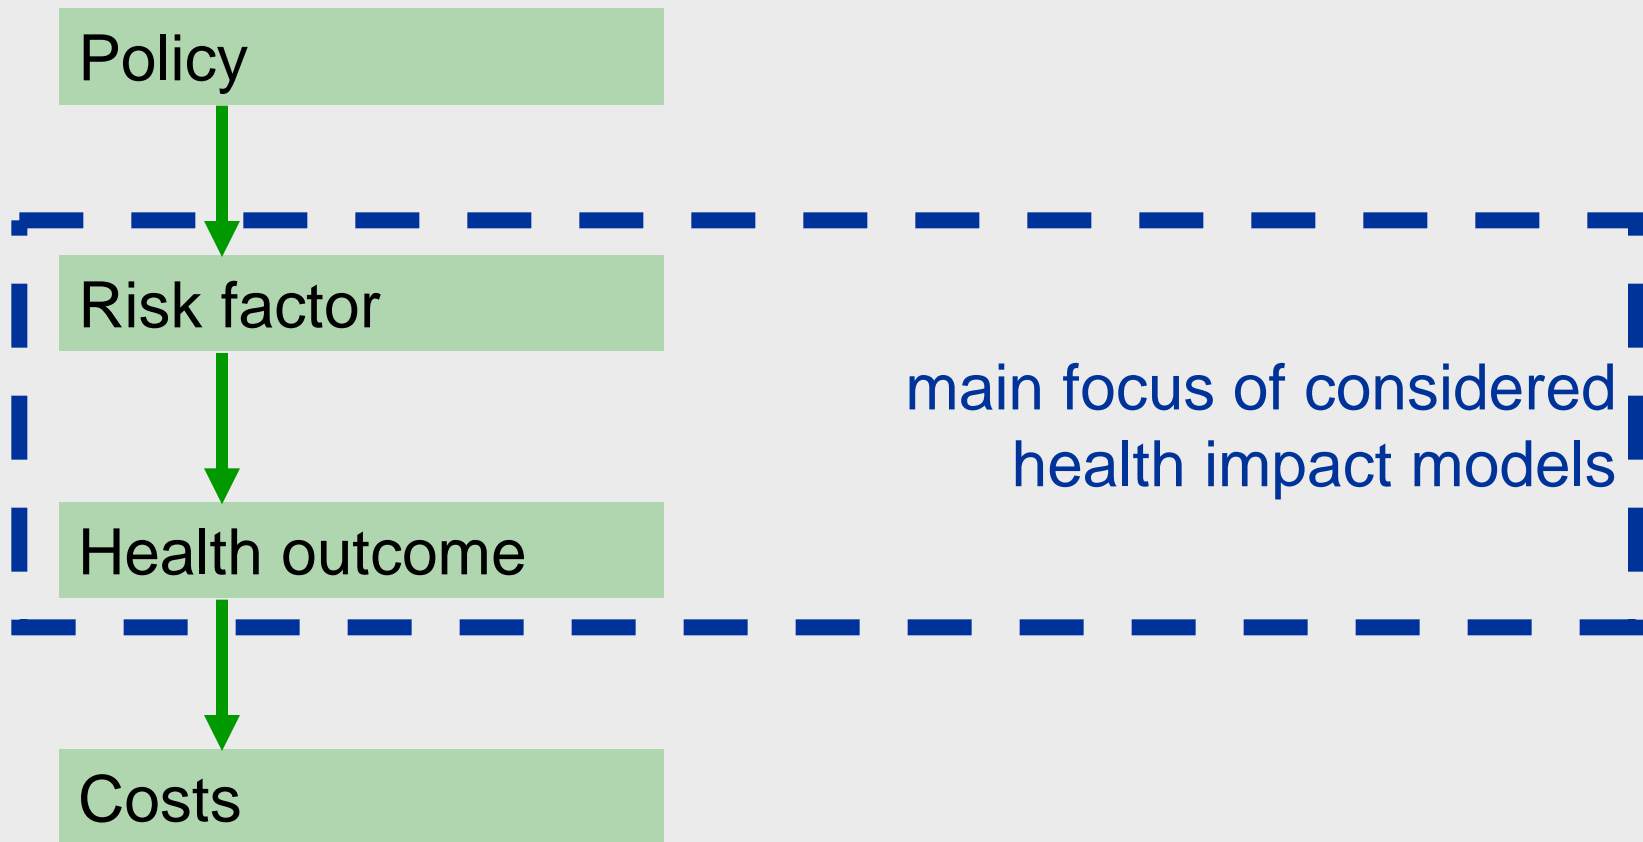 Policy
Risk factor
main focus of considered
health impact models
Health outcome
Costs